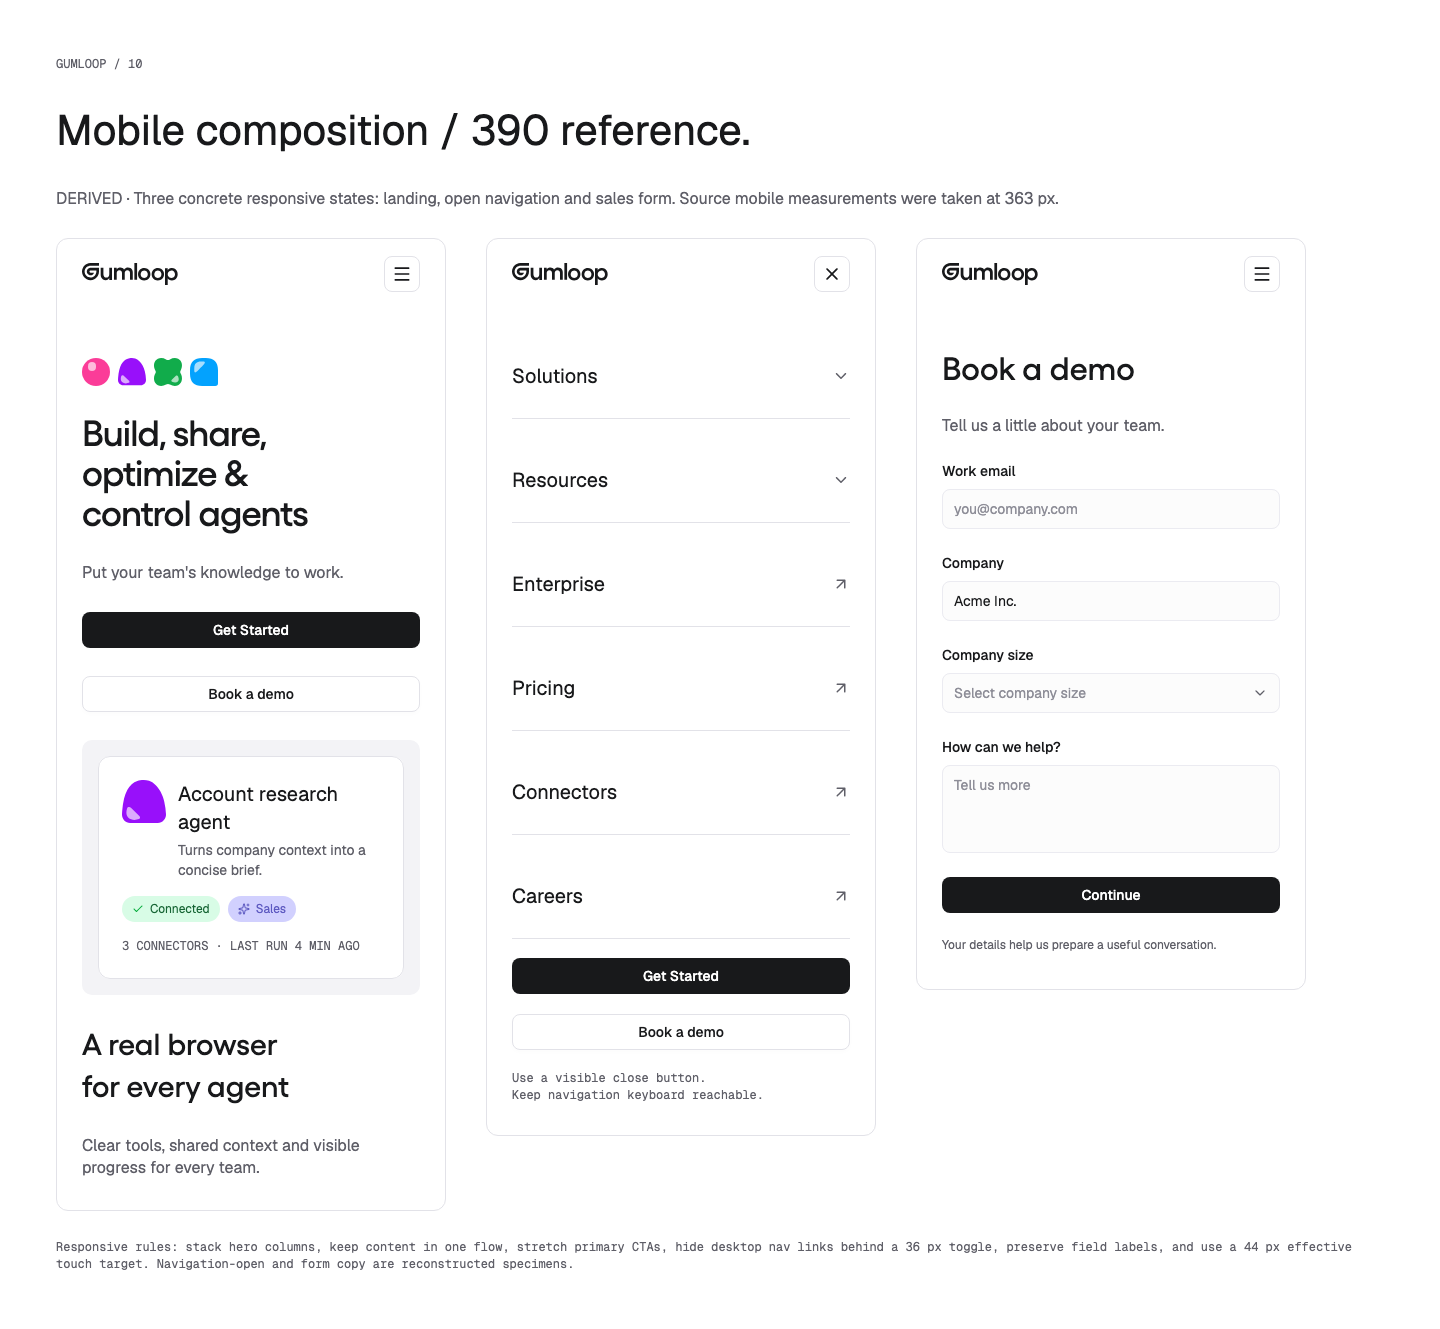 GUMLOOP / 10
Mobile composition / 390 reference.
DERIVED · Three concrete responsive states: landing, open navigation and sales form. Source mobile measurements were taken at 363 px.
Gumloop
Build, share,
optimize &
control agents
Put your team's knowledge to work.
Get Started
Book a demo
Account research
agent
Turns company context into a
concise brief.
Connected
Sales
3 CONNECTORS · LAST RUN 4 MIN AGO
A real browser
for every agent
Clear tools, shared context and visible
progress for every team.
Gumloop
Solutions
Resources
Enterprise
Pricing
Connectors
Careers
Get Started
Book a demo
Use a visible close button.
Keep navigation keyboard reachable.
Gumloop
Book a demo
Tell us a little about your team.
Work email
you@company.com
Company
Acme Inc.
Company size
Select company size
How can we help?
Tell us more
Continue
Your details help us prepare a useful conversation.
Responsive rules: stack hero columns, keep content in one flow, stretch primary CTAs, hide desktop nav links behind a 36 px toggle, preserve field labels, and use a 44 px effective
touch target. Navigation-open and form copy are reconstructed specimens.